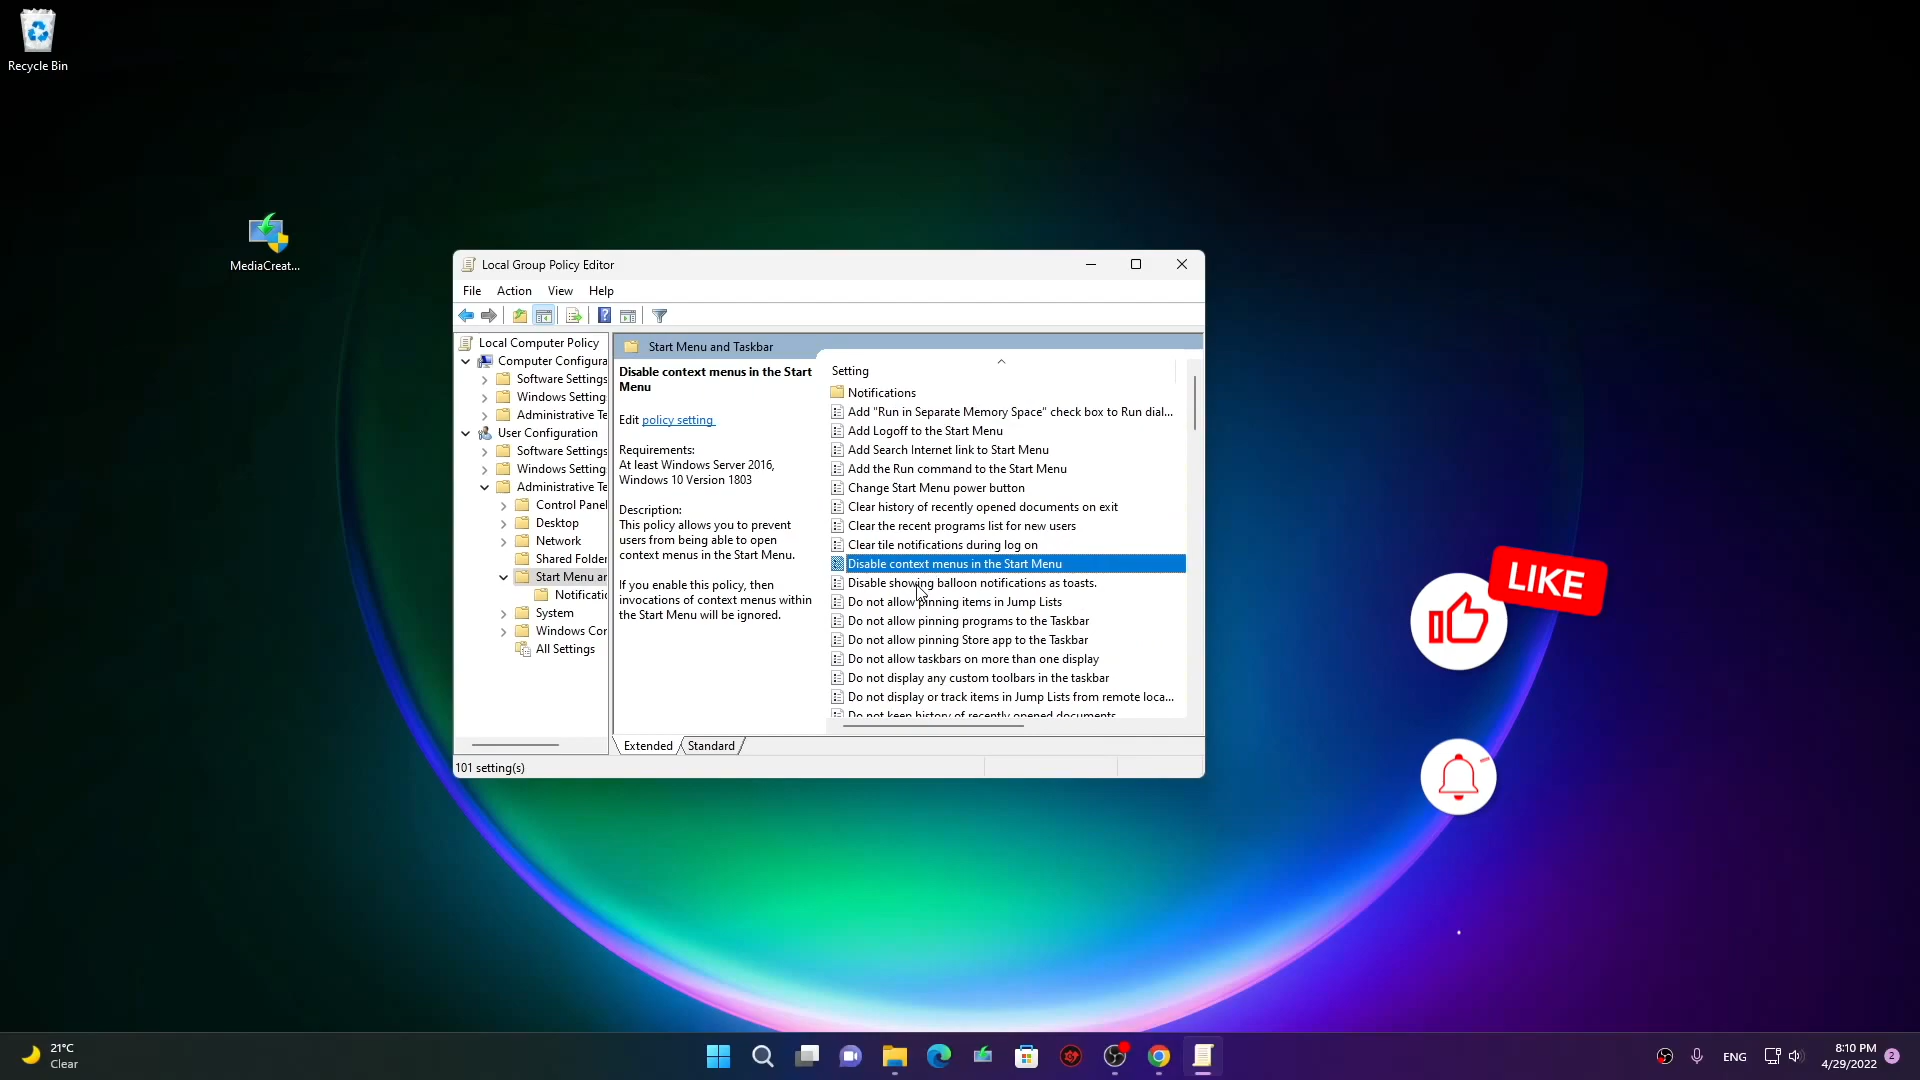 Recycle Bin
MediaCreat...
Local Group Policy Editor
File Action View Help
Local Computer Policy
Computer Configura
Software Settings
Windows Setting
Administrative Te
User Configuration
Software Settings
Windows Setting
Administrative Te
Control Panel
Desktop
Network
Shared Folder
Start Menu an
Notificatio
System
Windows Cor
All Settings
Start Menu and Taskbar
Disable context menus in the Start
Menu
Edit policy setting
Requirements:
At least Windows Server 2016,
Windows 10 Version 1803
Description:
This policy allows you to prevent
users from being able to open
context menus in the Start Menu.
If you enable this policy, then
invocations of context menus within
the Start Menu will be ignored.
Setting
Notifications
Add "Run in Separate Memory Space" check box to Run dial...
Add Logoff to the Start Menu
Add Search Internet link to Start Menu
Add the Run command to the Start Menu
Change Start Menu power button
Clear history of recently opened documents on exit
Clear the recent programs list for new users
Clear tile notifications during log on
Disable context menus in the Start Menu
Disable showing balloon notifications as toasts.
Do not allow pinning items in Jump Lists
Do not allow pinning programs to the Taskbar
Do not allow pinning Store app to the Taskbar
Do not allow taskbars on more than one display
Do not display any custom toolbars in the taskbar
Do not display or track items in Jump Lists from remote loca...
Do not keep history of recently opened documents
Extended Standard
101 setting(s)
LIKE
21°C
Clear
ENG
8:10 PM
4/29/2022
2